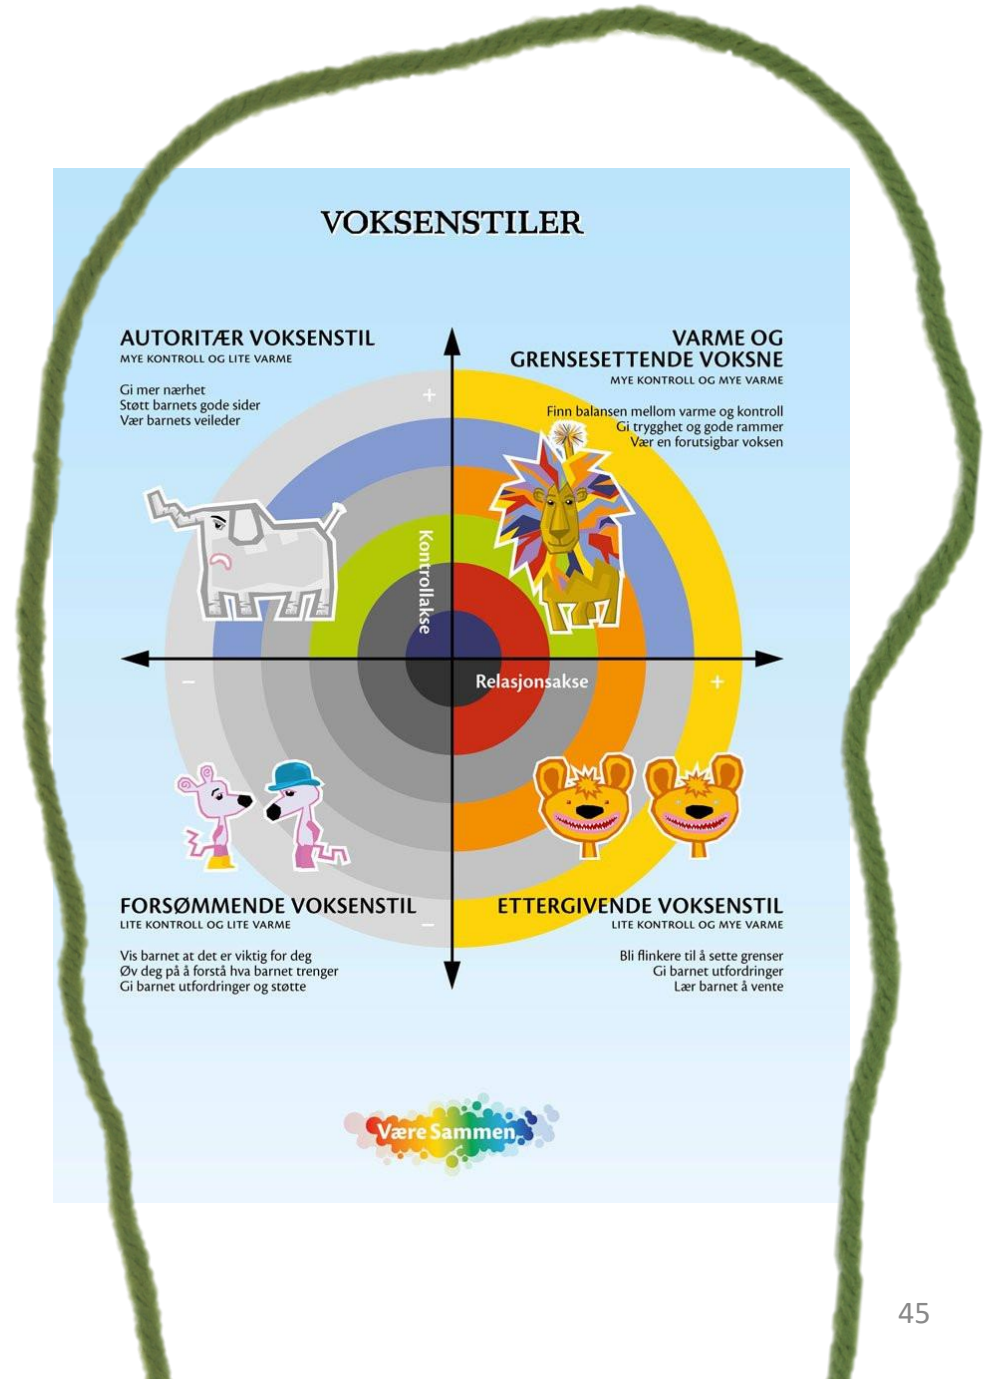 VOKSENSTILER
AUTORITÆR VOKSENSTIL
MYE KONTROLL OG LITE VARME
Gi mer nærhet
Støtt barnets gode sider
Vær barnets veileder
VARME OG
GRENSESETTENDE VOKSNE
MYE KONTROLL OG MYE VARME
Finn balansen mellom varme og kontroll
Gi trygghet og gode rammer
Vær en forutsigbar voksen
+
Kontrollakse
–
Relasjonsakse
+
–
FORSØMMENDE VOKSENSTIL
LITE KONTROLL OG LITE VARME
Vis barnet at det er viktig for deg
Øv deg på å forstå hva barnet trenger
Gi barnet utfordringer og støtte
ETTERGIVENDE VOKSENSTIL
LITE KONTROLL OG MYE VARME
Bli flinkere til å sette grenser
Gi barnet utfordringer
Lær barnet å vente
Være Sammen
45